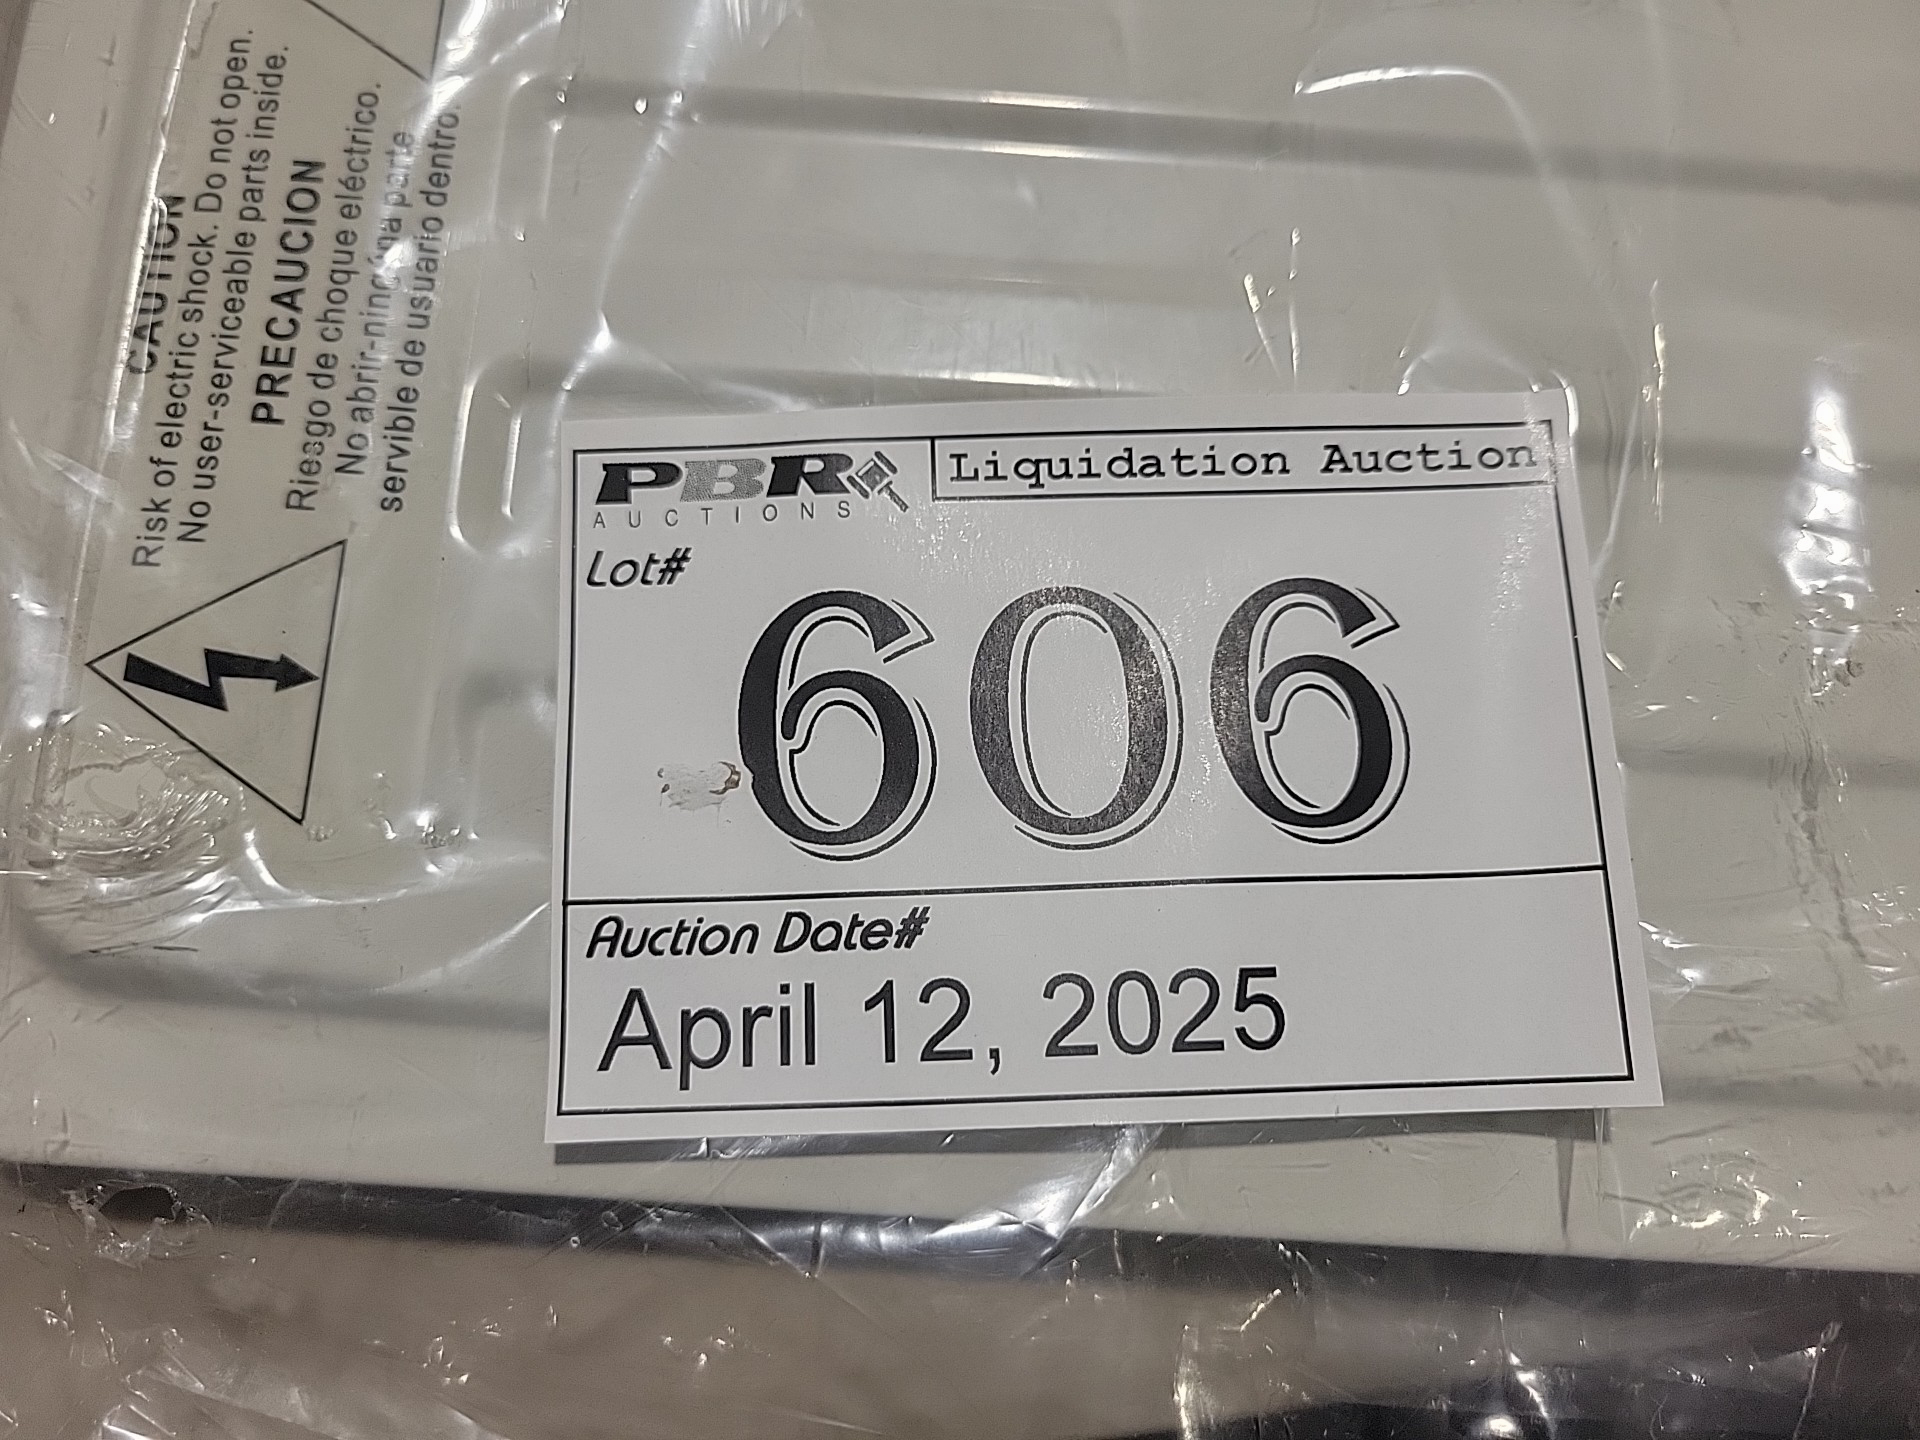 CAUTION
Risk of electric shock. Do not open.
No user-serviceable parts inside.
PRECAUCION
Riesgo de choque eléctrico.
No abrir-ninguna parte
servible de usuario dentro.
PBR
AUCTIONS
Liquidation Auction
Lot#
606
Auction Date#
April 12, 2025